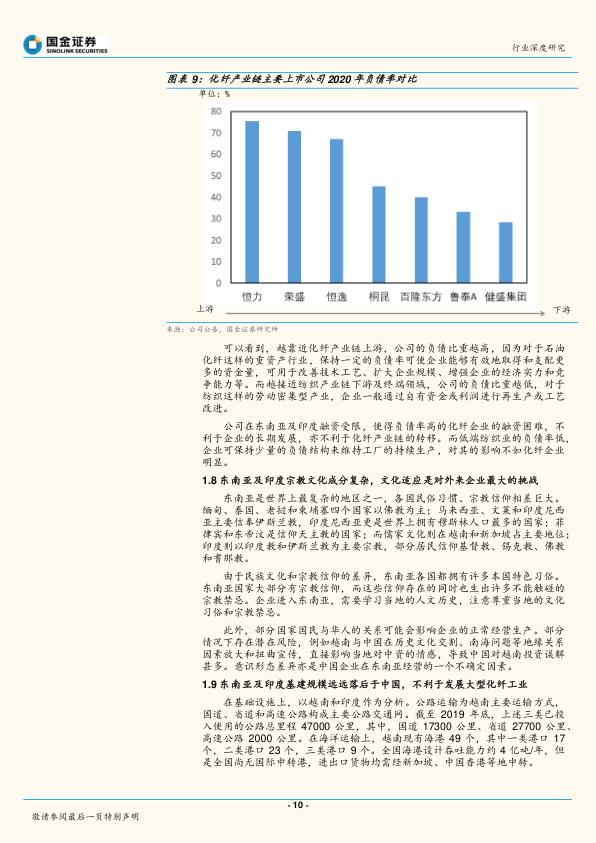 国金证券
SINOLINK SECURITIES
行业深度研究
图表 9：化纤产业链主要上市公司 2020 年负债率对比
单位：%
80
70
60
50
40
30
20
10
0
恒力 荣盛 恒逸 桐昆 百隆东方 鲁泰A 健盛集团
上游 下游
来源：公司公告，国金证券研究所
可以看到，越靠近化纤产业链上游，公司的负债比重越高，因为对于石油
化纤这样的重资产行业，保持一定的负债率可使企业能够有效地取得和支配更
多的资金量，可用于改善技术工艺、扩大企业规模、增强企业的经济实力和竞
争能力等。而越接近纺织产业链下游及终端领域，公司的负债比重越低，对于
纺织这样的劳动密集型产业，企业一般通过自有资金或利润进行再生产或工艺
改进。
公司在东南亚及印度融资受限，使得负债率高的化纤企业的融资困难，不
利于企业的长期发展，亦不利于化纤产业链的转移。而低端纺织业的负债率低，
企业可保持少量的负债结构来维持工厂的持续生产，对其的影响不如化纤企业
明显。
1.8 东南亚及印度宗教文化成分复杂，文化适应是对外来企业最大的挑战
东南亚是世界上最复杂的地区之一，各国民俗习惯、宗教信仰相差巨大。
缅甸、泰国、老挝和柬埔寨四个国家以佛教为主；马来西亚、文莱和印度尼西
亚主要信奉伊斯兰教，印度尼西亚更是世界上拥有穆斯林人口最多的国家；菲
律宾和东帝汶是信仰天主教的国家；而儒家文化则在越南和新加坡占主要地位；
印度则以印度教和伊斯兰教为主要宗教，部分居民信仰基督教、锡克教、佛教
和耆那教。
由于民族文化和宗教信仰的差异，东南亚各国都拥有许多本国特色习俗。
东南亚国家大部分有宗教信仰，而这些信仰存在的同时也生出许多不能触碰的
宗教禁忌。企业进入东南亚，需要学习当地的人文历史，注意尊重当地的文化
习俗和宗教禁忌。
此外，部分国家国民与华人的关系可能会影响企业的正常经营生产。部分
情况下存在潜在风险，例如越南与中国在历史文化交割、南海问题等地缘关系
因素放大和扭曲宣传，直接影响当地对中资的情感，导致中国对越南投资误解
甚多。意识形态差异亦是中国企业在东南亚经营的一个不确定因素。
1.9 东南亚及印度基建规模远远落后于中国，不利于发展大型化纤工业
在基础设施上，以越南和印度作为分析。公路运输为越南主要运输方式，
国道、省道和高速公路构成主要公路交通网。截至 2019 年底，上述三类已投
入使用的公路总里程 47000 公里，其中，国道 17300 公里、省道 27700 公里、
高速公路 2000 公里。在海洋运输上，越南现有海港 49 个，其中一类港口 17
个，二类港口 23 个，三类港口 9 个。全国海港设计吞吐能力约 4 亿吨/年，但
是全国尚无国际中转港，进出口货物均需经新加坡、中国香港等地中转。
- 10 -
敬请参阅最后一页特别声明